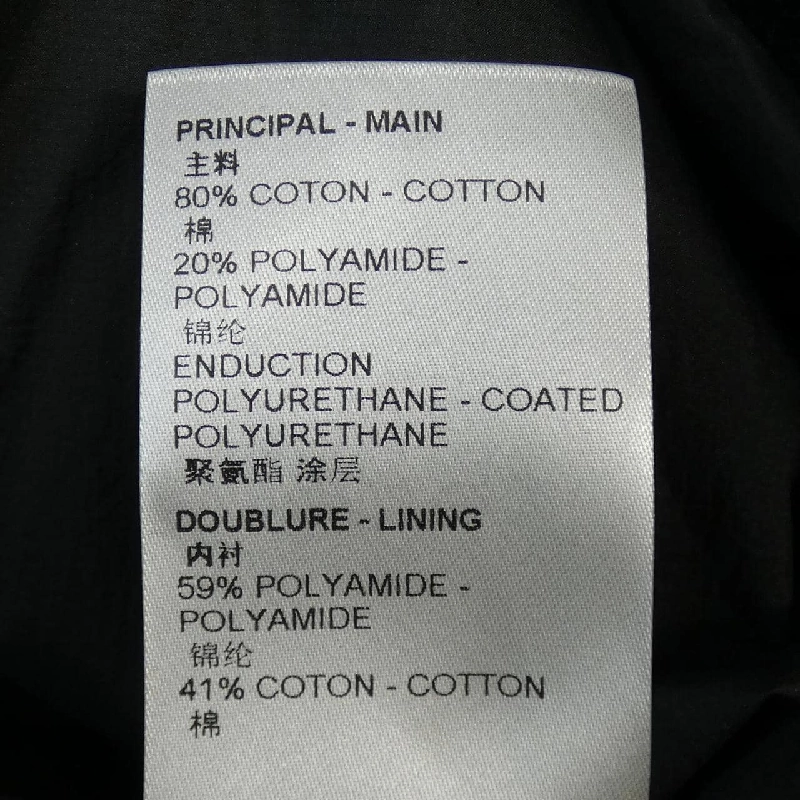 PRINCIPAL - MAIN
主料
80% COTON - COTTON
棉
20% POLYAMIDE -
POLYAMIDE
锦纶
ENDUCTION
POLYURETHANE - COATED
POLYURETHANE
聚氨酯 涂层
DOUBLURE - LINING
内衬
59% POLYAMIDE -
POLYAMIDE
锦纶
41% COTON - COTTON
棉